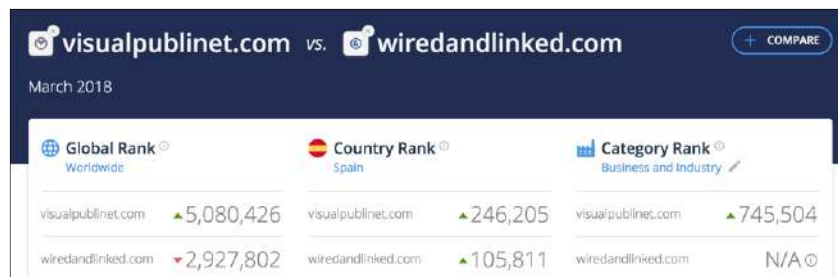 visualpublinet.com vs. wiredandlinked.com
+ COMPARE
March 2018
Global Rank
Worldwide
visualpublinet.com 5,080,426
wiredandlinked.com 2,927,802
Country Rank
Spain
visualpublinet.com 246,205
wiredandlinked.com 105,811
Category Rank
Business and Industry
visualpublinet.com 745,504
wiredandlinked.com N/A